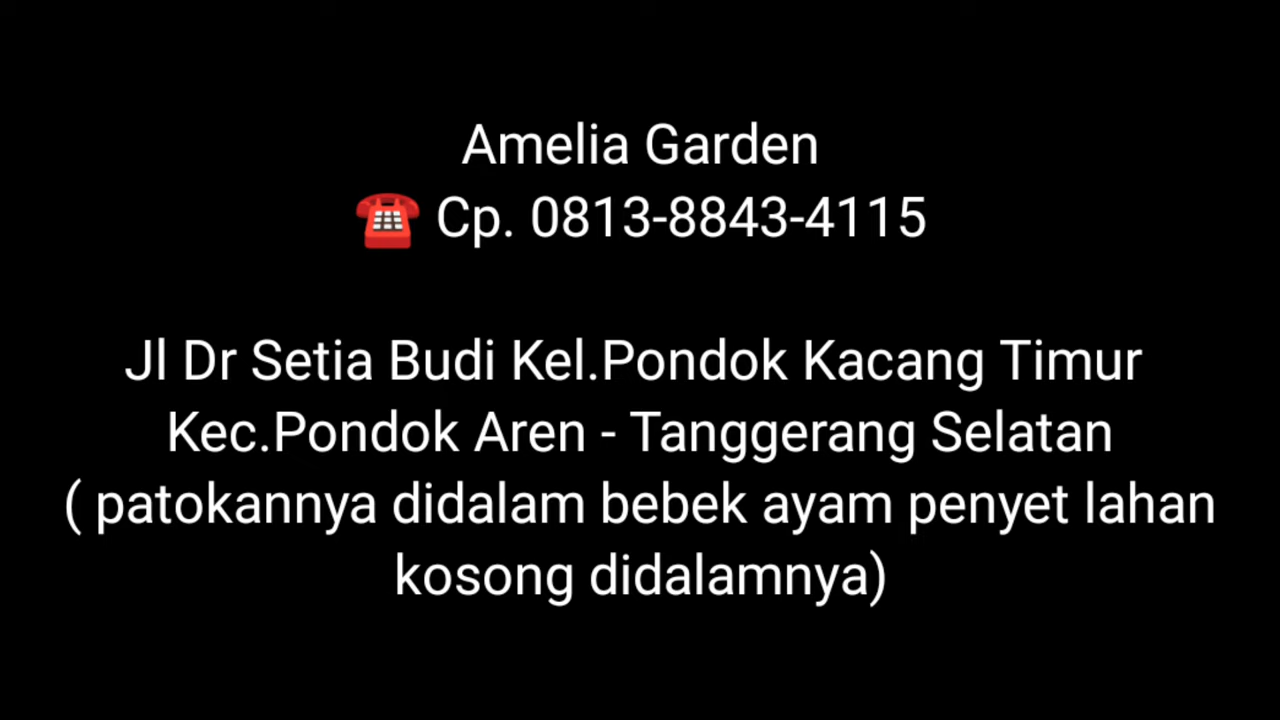 Amelia Garden
☎️ Cp. 0813-8843-4115
Jl Dr Setia Budi Kel.Pondok Kacang Timur
Kec.Pondok Aren - Tanggerang Selatan
( patokannya didalam bebek ayam penyet lahan
kosong didalamnya)